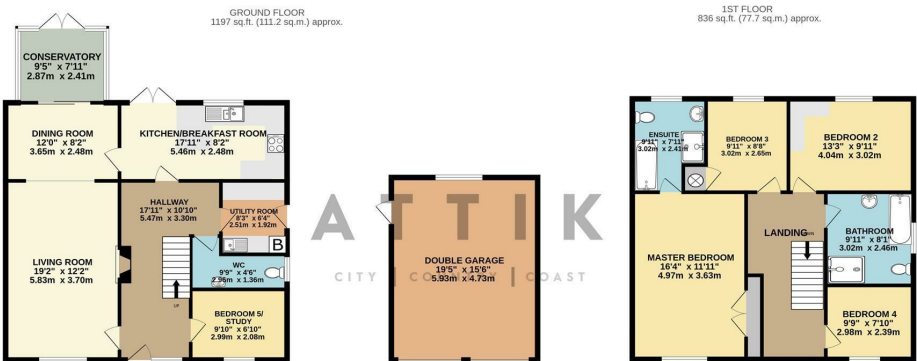 GROUND FLOOR
1197 sq.ft. (111.2 sq.m.) approx.
1ST FLOOR
836 sq.ft. (77.7 sq.m.) approx.
CONSERVATORY
9'5" x 7'11"
2.87m x 2.41m
DINING ROOM
12'0" x 8'2"
3.65m x 2.48m
KITCHEN/BREAKFAST ROOM
17'11" x 8'2"
5.46m x 2.48m
HALLWAY
17'11" x 10'10"
5.47m x 3.30m
UTILITY ROOM
8'3" x 6'4"
2.51m x 1.92m
B
LIVING ROOM
19'2" x 12'2"
5.83m x 3.70m
WC
9'9" x 4'6"
2.96m x 1.36m
UP
BEDROOM 5/
STUDY
9'10" x 6'10"
2.99m x 2.08m
ATTIK
CITY | COUNTRY | COAST
DOUBLE GARAGE
19'5" x 15'6"
5.93m x 4.73m
ENSUITE
9'11" x 7'11"
3.02m x 2.41m
BEDROOM 3
9'11" x 8'8"
3.02m x 2.65m
BEDROOM 2
13'3" x 9'11"
4.04m x 3.02m
MASTER BEDROOM
16'4" x 11'11"
4.97m x 3.63m
LANDING
BATHROOM
9'11" x 8'1"
3.02m x 2.46m
BEDROOM 4
9'9" x 7'10"
2.98m x 2.39m